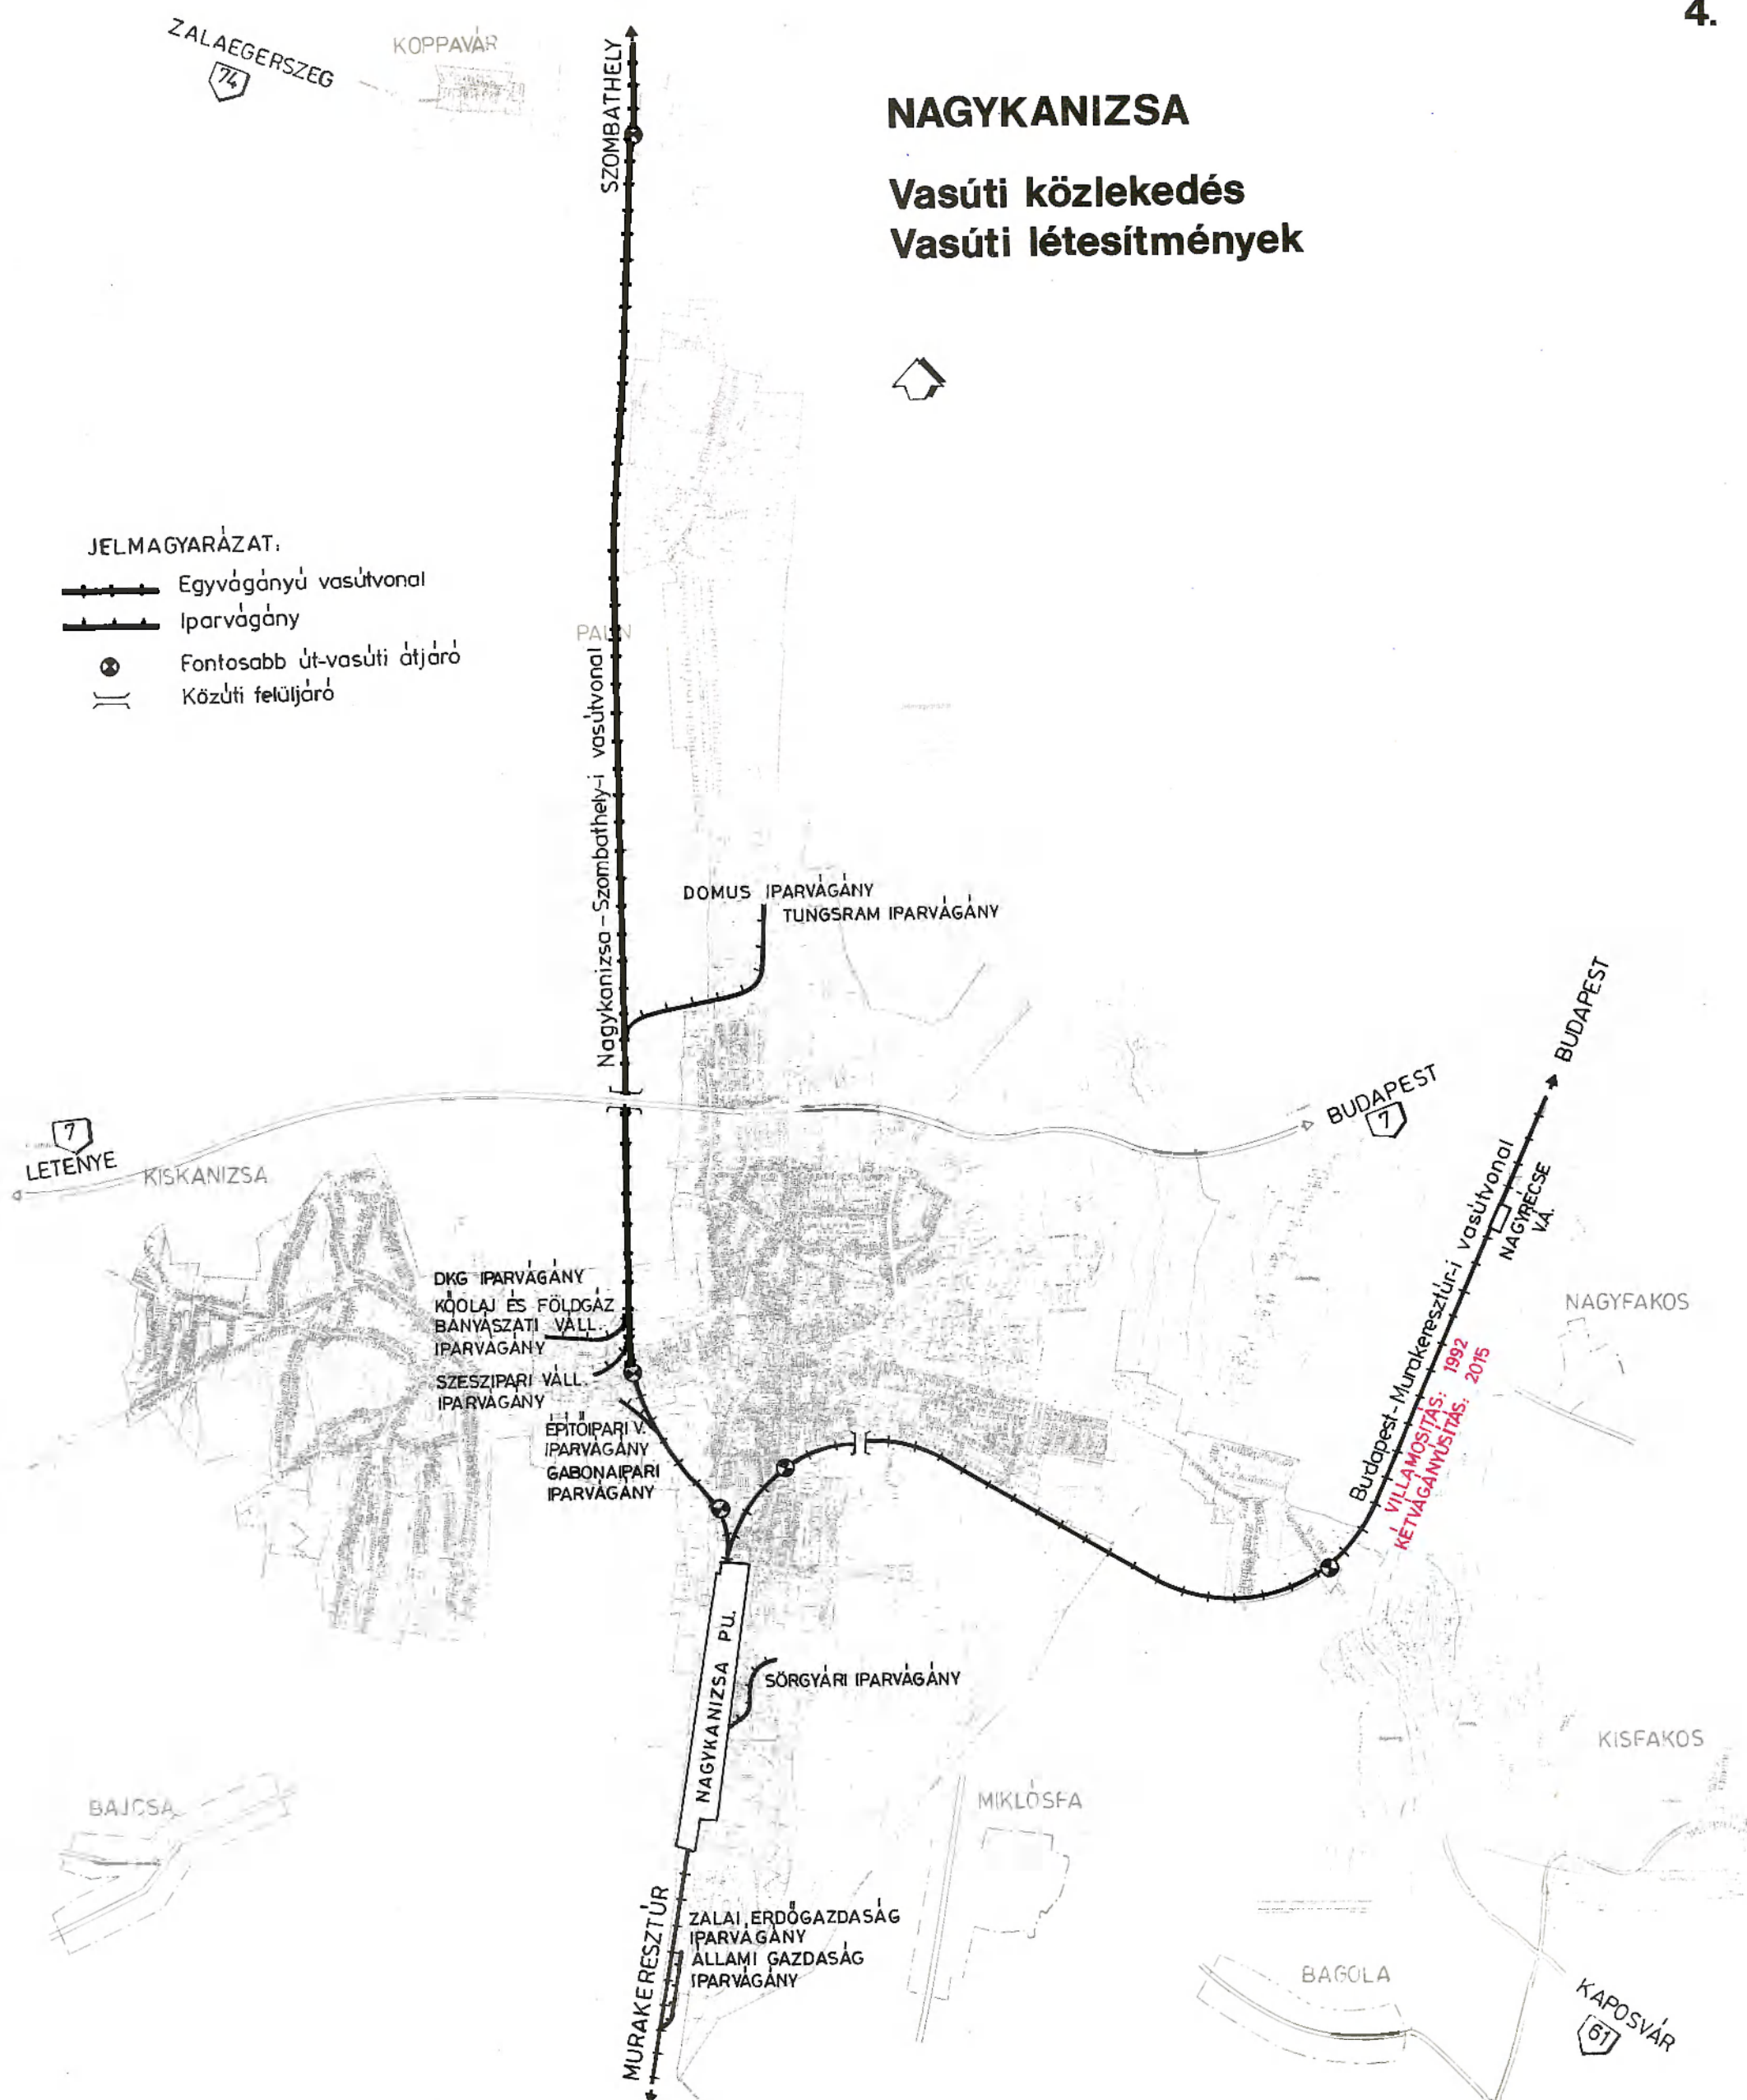 4.
ZALAEGERSZEG
74
KOPPAVÁR
SZOMBATHELY
NAGYKANIZSA
Vasúti közlekedés
Vasúti létesítmények
JELMAGYARÁZAT:
Egyvágányú vasútvonal
Iparvágány
Fontosabb út-vasúti átjáró
Közúti felüljáró
PALIN
Nagykanizsa-Szombathely-i vasútvonal
DOMUS IPARVÁGÁNY
TUNGSRAM IPARVÁGÁNY
BUDAPEST
BUDAPEST
7
7
LETENYE
KISKANIZSA
Budapest-Murakeresztúr-i vasútvonal
NAGYRÉCSE
V.Á.
VILLAMOSÍTÁS: 1992
KÉTVÁGÁNYÚSÍTÁS: 2015
NAGYFAKOS
DKG IPARVÁGÁNY
KŐOLAJ ÉS FÖLDGÁZ
BÁNYÁSZATI VÁLL.
IPARVÁGÁNY
SZESZIPARI VÁLL.
IPARVÁGÁNY
ÉPÍTŐIPARI V.
IPARVÁGÁNY
GABONAIPARI
IPARVÁGÁNY
NAGYKANIZSA PU.
SÖRGYÁRI IPARVÁGÁNY
KISFAKOS
BAJCSA
MIKLÓSFA
MURAKERESZTÚR
ZALAI ERDŐGAZDASÁG
IPARVÁGÁNY
ÁLLAMI GAZDASÁG
IPARVÁGÁNY
BAGOLA
KAPOSVÁR
61